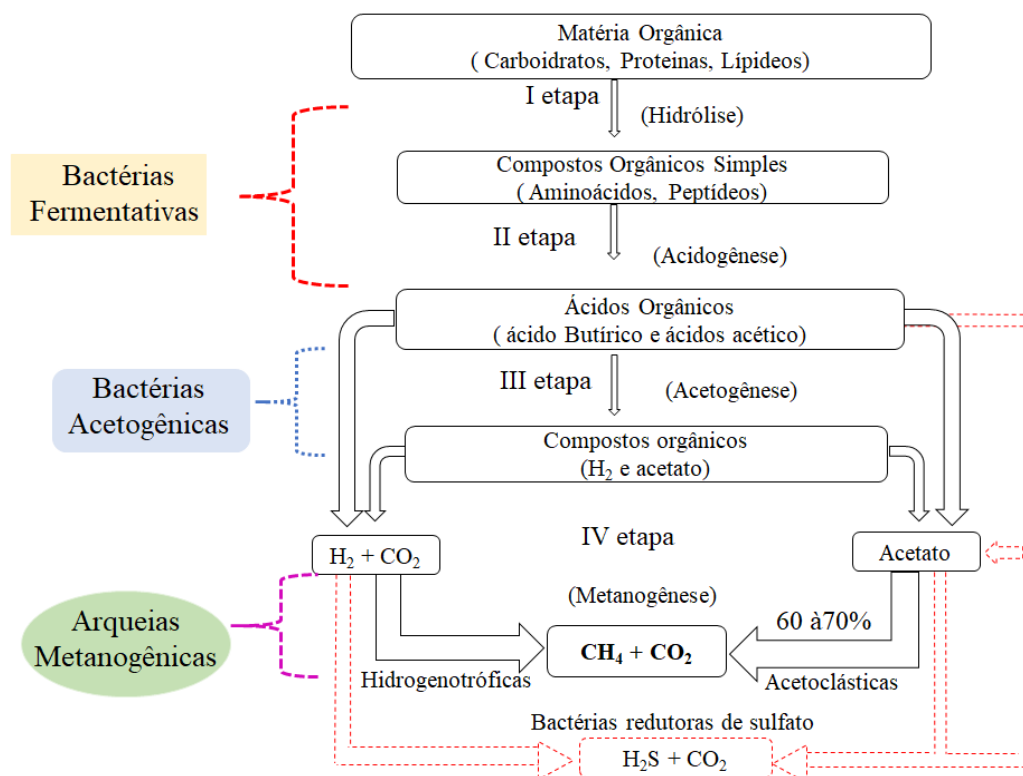 Matéria Orgânica
( Carboidratos, Proteinas, Lípideos)
I etapa
(Hidrólise)
Bactérias
Fermentativas
Compostos Orgânicos Simples
( Aminoácidos, Peptídeos)
II etapa
(Acidogênese)
Ácidos Orgânicos
( ácido Butírico e ácidos acético)
Bactérias
Acetogênicas
III etapa
(Acetogênese)
Compostos orgânicos
(H₂ e acetato)
IV etapa
H₂ + CO₂
Acetato
Arqueias
Metanogênicas
(Metanogênese)
60 à70%
CH₄ + CO₂
Hidrogenotróficas
Acetoclásticas
Bactérias redutoras de sulfato
H₂S + CO₂